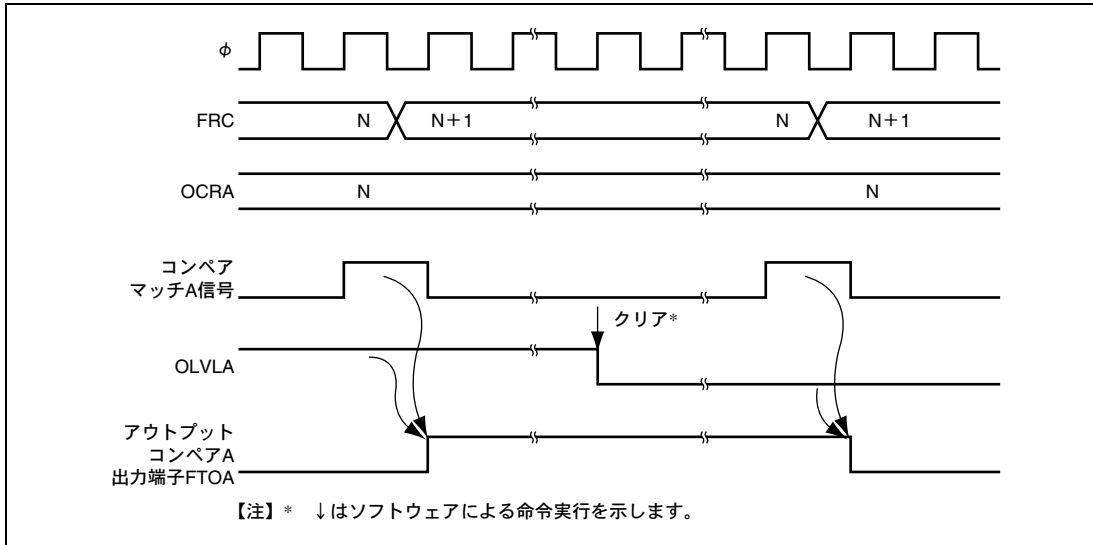 φ
FRC N N+1 N N+1
OCRA N N
コンペア
マッチA信号
クリア*
OLVLA
アウトプット
コンペアA
出力端子FTOA
【注】* ↓はソフトウェアによる命令実行を示します。